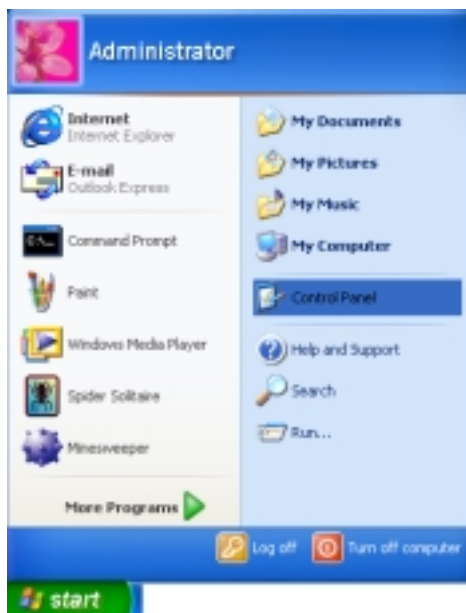 Administrator
Internet
Internet Explorer
E-mail
Outlook Express
Command Prompt
Paint
Windows Media Player
Spider Solitaire
Minesweeper
More Programs
My Documents
My Pictures
My Music
My Computer
Control Panel
Help and Support
Search
Run...
Log off
Turn off computer
start